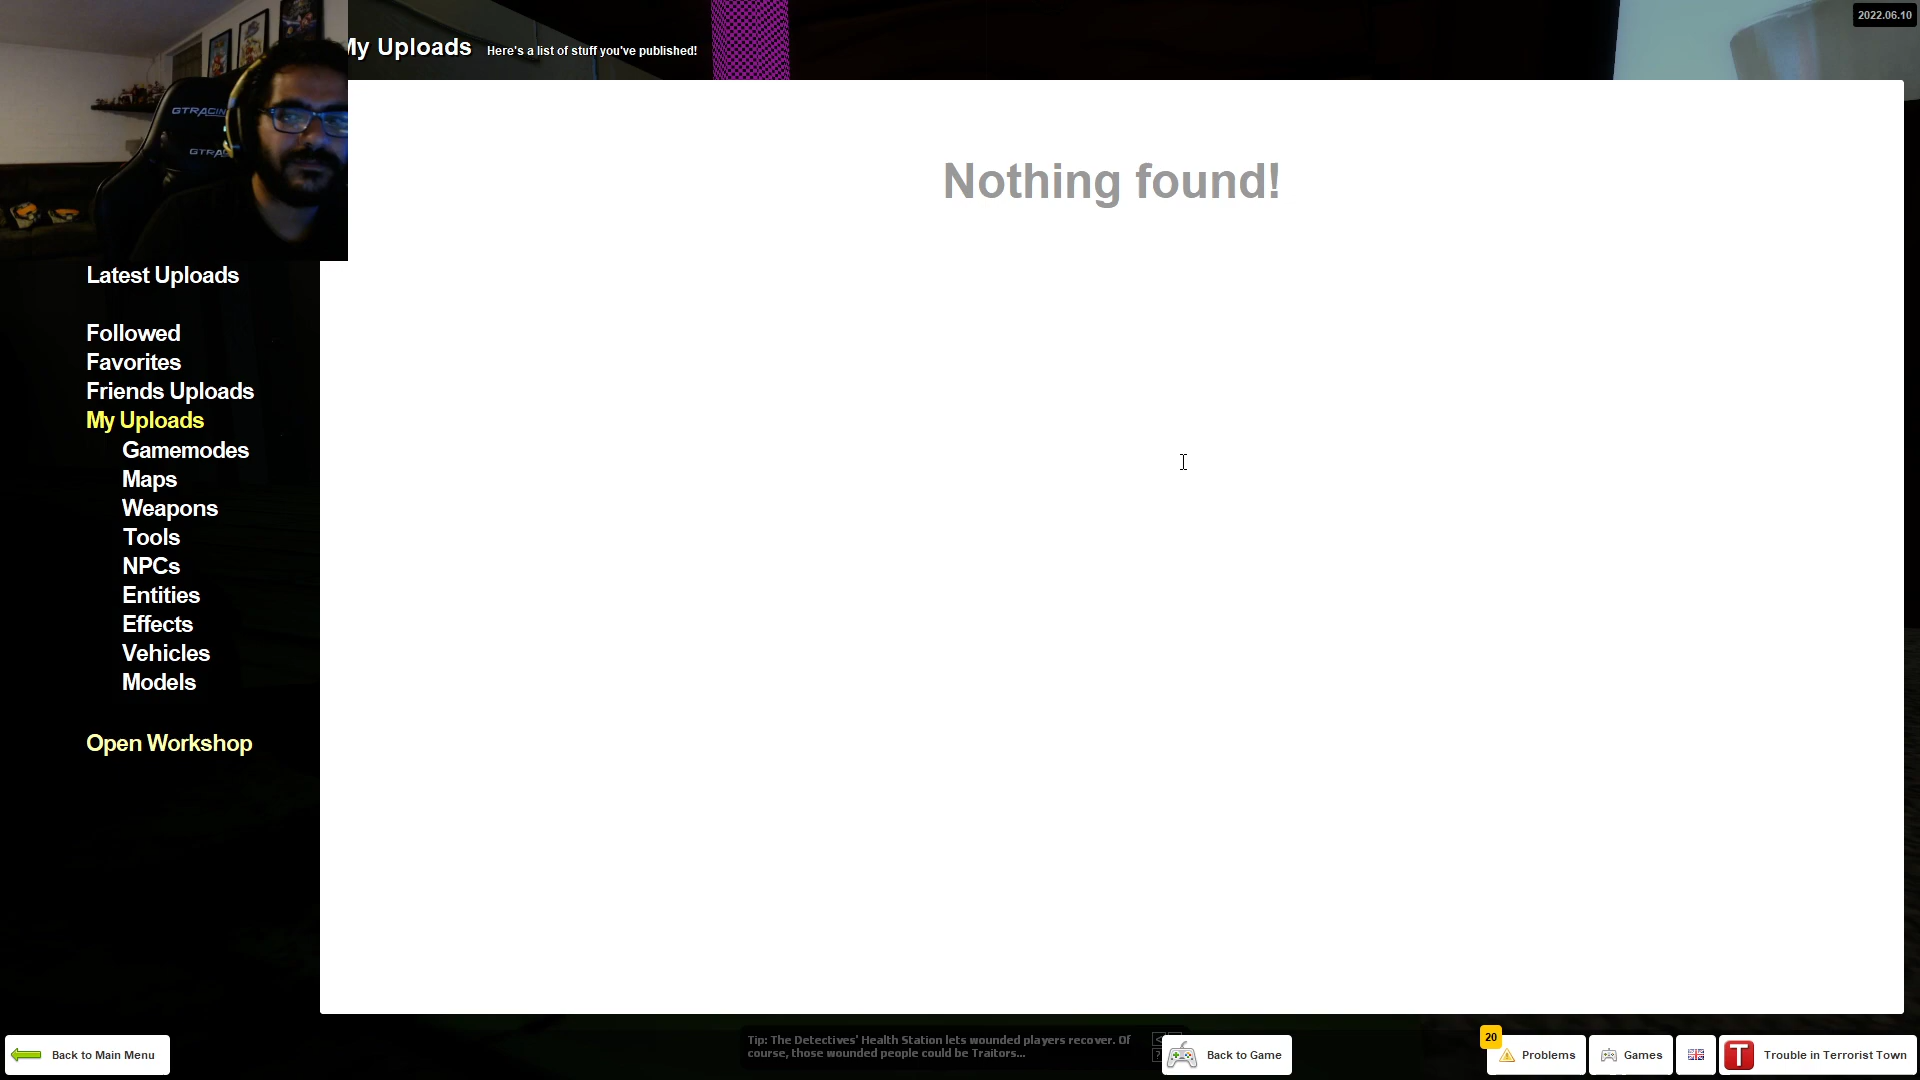 2022.06.10
My Uploads Here's a list of stuff you've published!
GTRACIN
GTRA
Nothing found!
Latest Uploads
Followed
Favorites
Friends Uploads
My Uploads
Gamemodes
Maps
Weapons
Tools
NPCs
Entities
Effects
Vehicles
Models
Open Workshop
Back to Main Menu
Tip: The Detectives' Health Station lets wounded players recover. Of
course, those wounded people could be Traitors...
Back to Game
20
Problems
Games
T Trouble in Terrorist Town